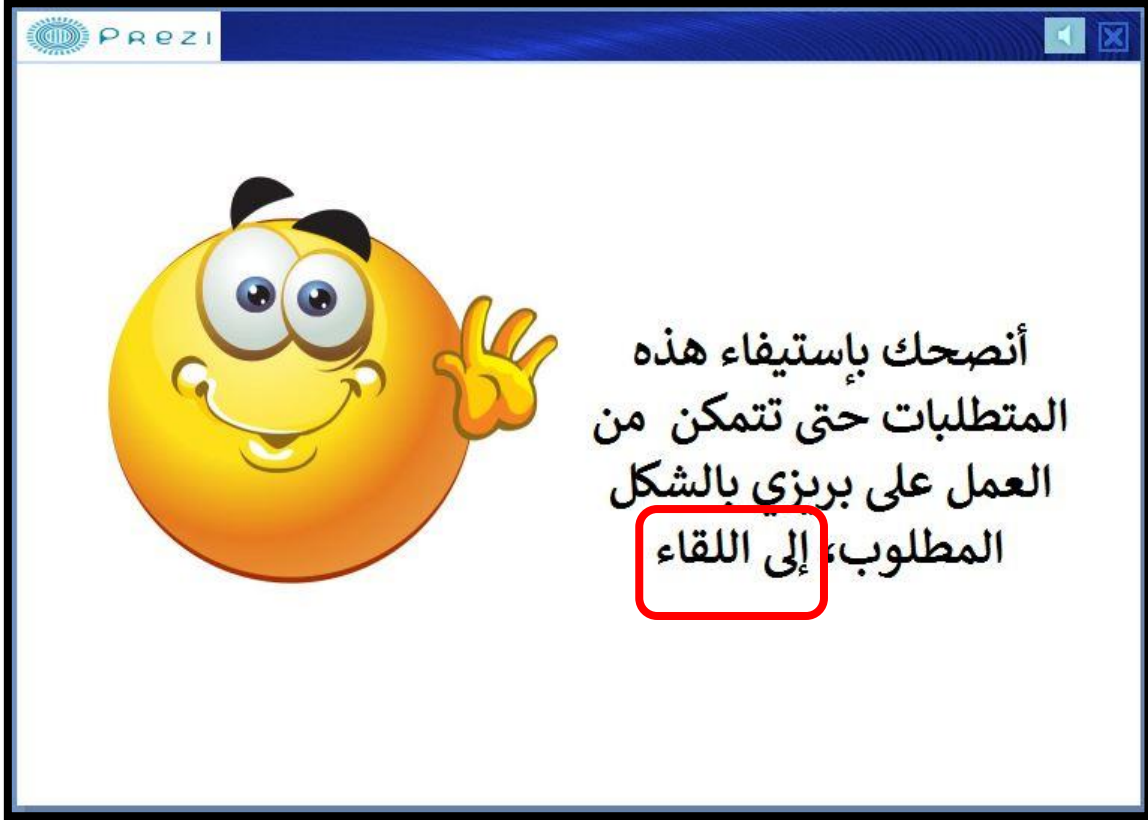 PREZI
أنصحك بإستيفاء هذه
المتطلبات حتى تتمكن من
العمل على بريزي بالشكل
المطلوب، إلى اللقاء